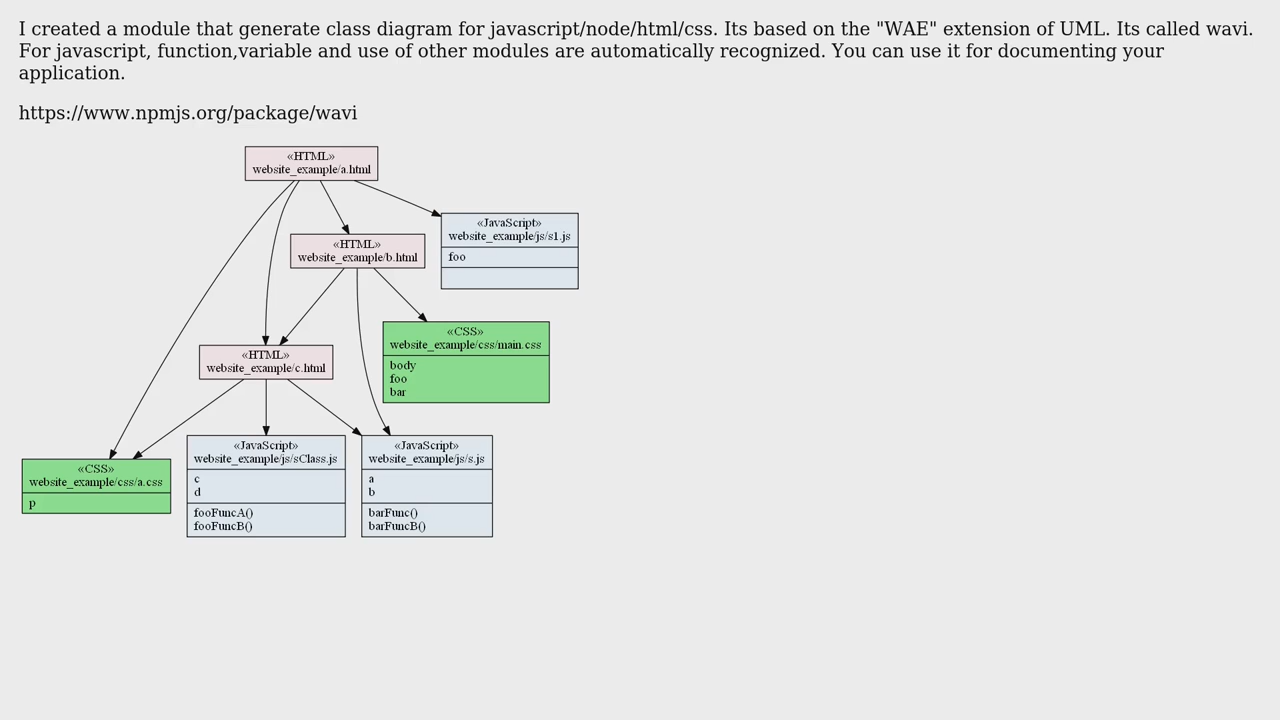 I created a module that generate class diagram for javascript/node/html/css. Its based on the "WAE" extension of UML. Its called wavi.
For javascript, function,variable and use of other modules are automatically recognized. You can use it for documenting your
application.
https://www.npmjs.org/package/wavi
«HTML»
website_example/a.html
«JavaScript»
website_example/js/s1.js
foo
«HTML»
website_example/b.html
«CSS»
website_example/css/main.css
body
foo
bar
«HTML»
website_example/c.html
«CSS»
website_example/css/a.css
p
«JavaScript»
website_example/js/sClass.js
c
d
fooFuncA()
fooFuncB()
«JavaScript»
website_example/js/s.js
a
b
barFunc()
barFuncB()